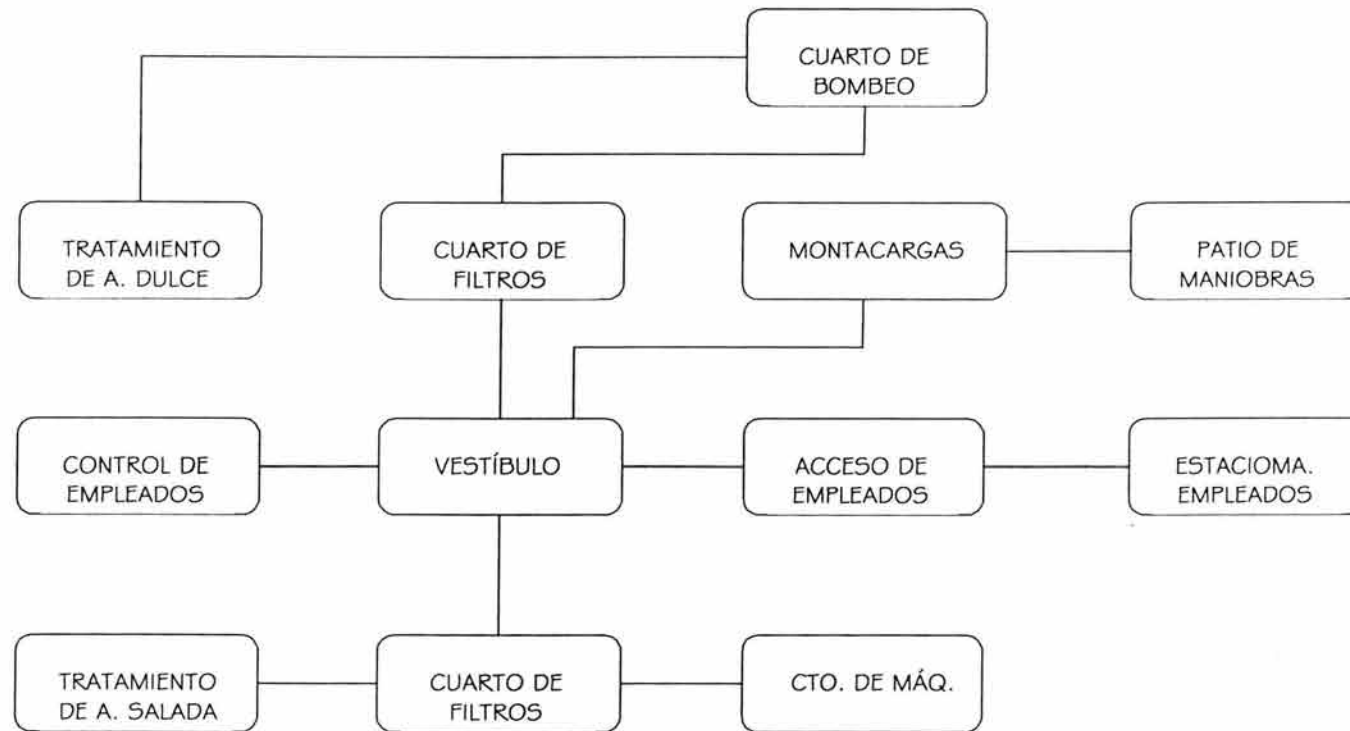 CUARTO DE
BOMBEO
TRATAMIENTO
DE A. DULCE
CUARTO DE
FILTROS
MONTACARGAS
PATIO DE
MANIOBRAS
CONTROL DE
EMPLEADOS
VESTÍBULO
ACCESO DE
EMPLEADOS
ESTACIOMA.
EMPLEADOS
TRATAMIENTO
DE A. SALADA
CUARTO DE
FILTROS
CTO. DE MÁQ.